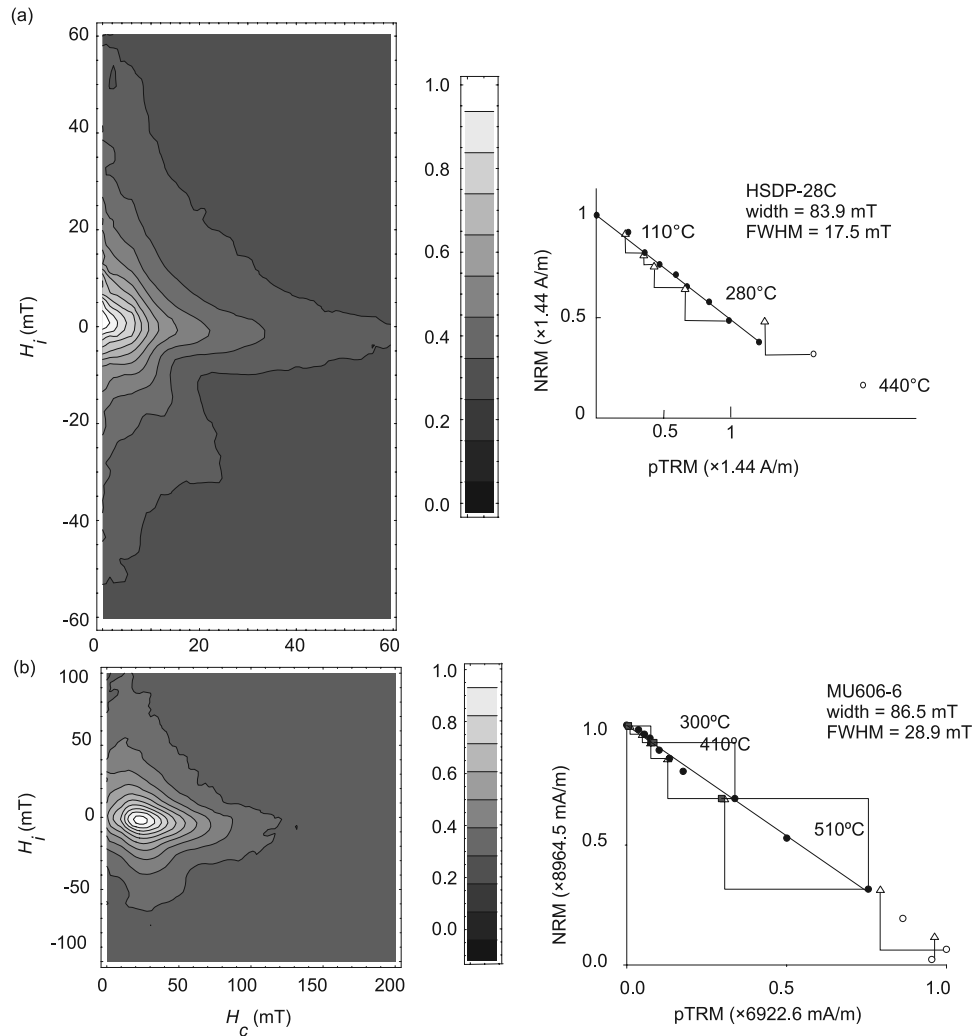 (a)
60
40
20
0
-20
-40
-60
H_i (mT)
0 20 40 60
1.0
0.8
0.6
0.4
0.2
0.0
HSDP-28C
width = 83.9 mT
FWHM = 17.5 mT
1
110°C
280°C
0.5
440°C
0
0.5 1
NRM (×1.44 A/m)
pTRM (×1.44 A/m)
(b)
100
50
0
-50
-100
H_i (mT)
0 50 100 150 200
H_c (mT)
1.0
0.8
0.6
0.4
0.2
0.0
MU606-6
width = 86.5 mT
FWHM = 28.9 mT
1.0
300°C
410°C
0.5
510°C
0.0
0.0 0.5 1.0
NRM (×8964.5 mA/m)
pTRM (×6922.6 mA/m)